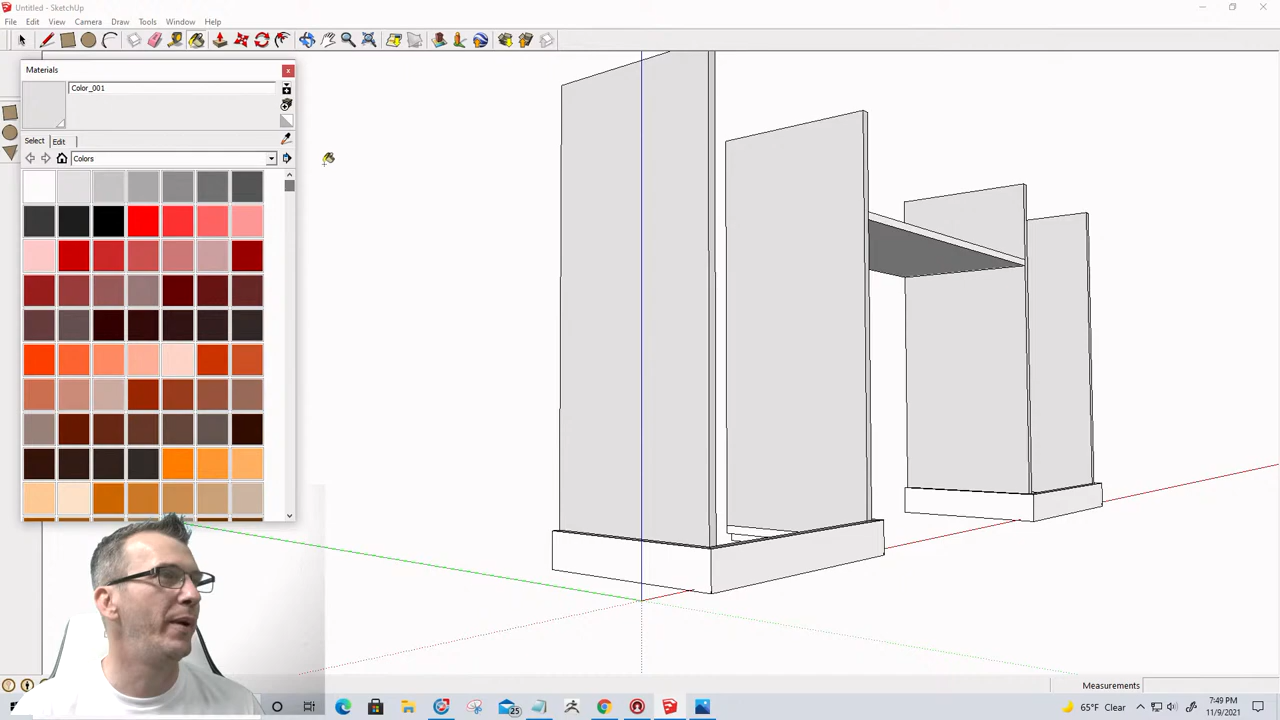 Untitled - SketchUp
File Edit View Camera Draw Tools Window Help
Materials
Color_001
Select Edit
Colors
Measurements
25
65°F Clear
7:49 PM
11/9/2021